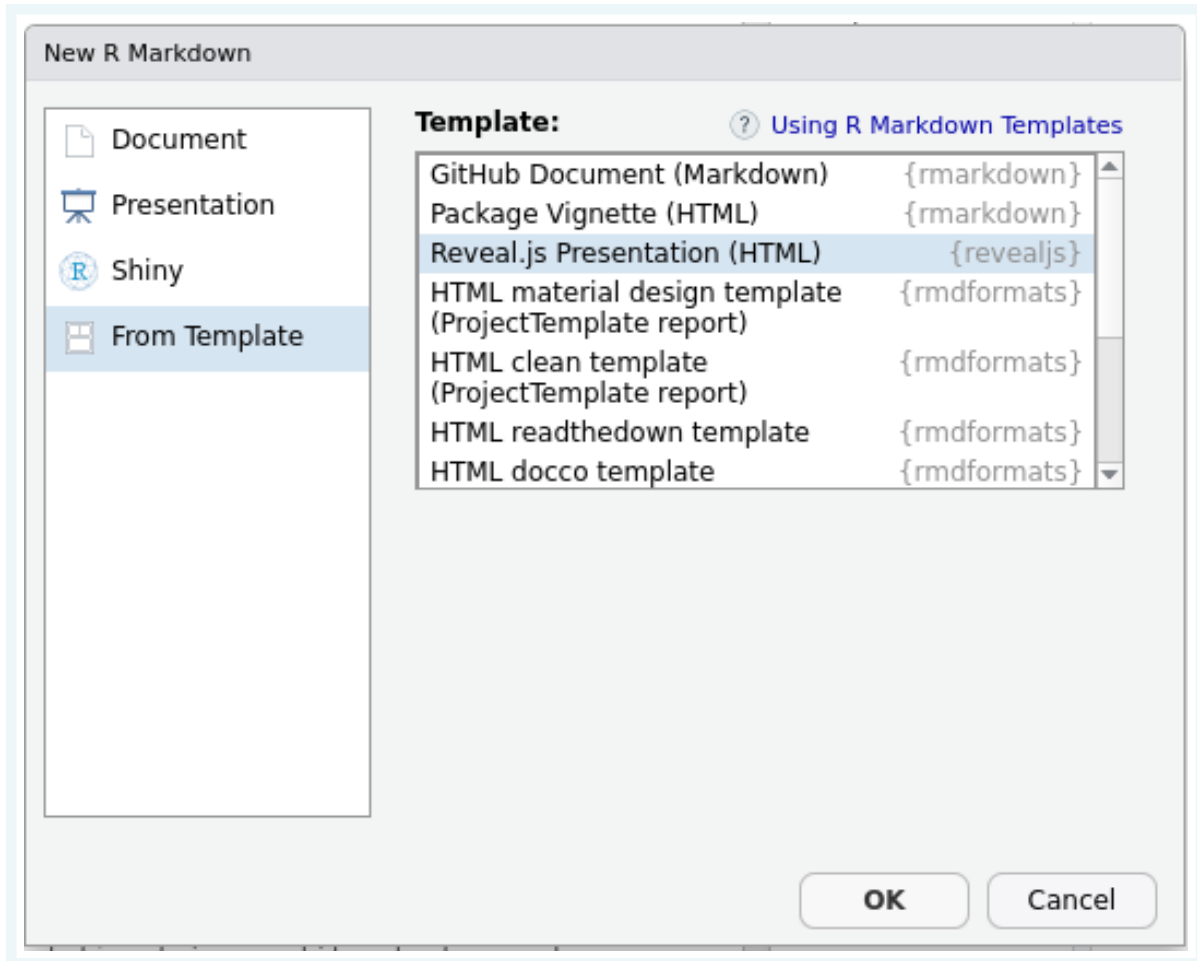 New R Markdown
Document
Presentation
R Shiny
From Template
Template:
? Using R Markdown Templates
GitHub Document (Markdown) {rmarkdown}
Package Vignette (HTML) {rmarkdown}
Reveal.js Presentation (HTML) {revealjs}
HTML material design template {rmdformats}
(ProjectTemplate report)
HTML clean template {rmdformats}
(ProjectTemplate report)
HTML readthedown template {rmdformats}
HTML docco template {rmdformats}
OK Cancel